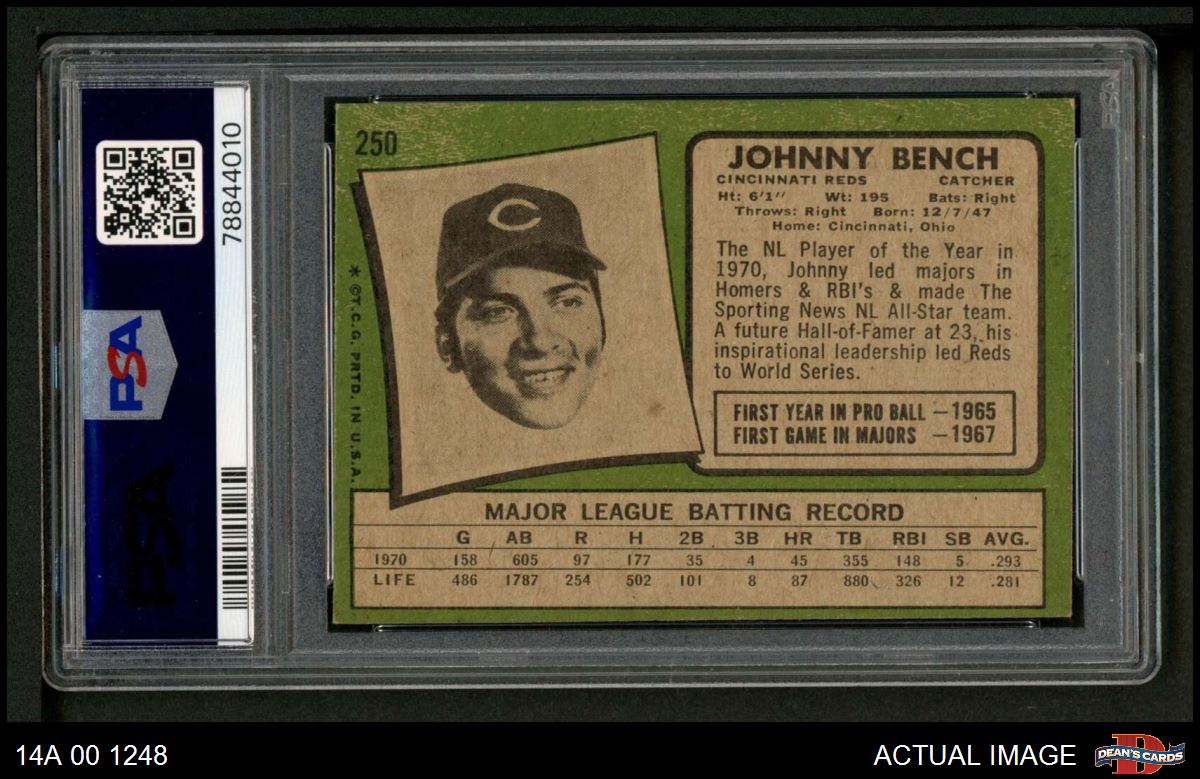 78844010
PSA
PSA
PSA
250
* ©T.C.G. PRTD. IN U.S.A.
JOHNNY BENCH
CINCINNATI REDS CATCHER
Ht: 6'1" Wt: 195 Bats: Right
Throws: Right Born: 12/7/47
Home: Cincinnati, Ohio
The NL Player of the Year in
1970, Johnny led majors in
Homers & RBI's & made The
Sporting News NL All-Star team.
A future Hall-of-Famer at 23, his
inspirational leadership led Reds
to World Series.
FIRST YEAR IN PRO BALL —1965
FIRST GAME IN MAJORS —1967
MAJOR LEAGUE BATTING RECORD
G AB R H 2B 3B HR TB RBI SB AVG.
1970 158 605 97 177 35 4 45 355 148 5 .293
LIFE 486 1787 254 502 101 8 87 880 326 12 .281
14A 00 1248
ACTUAL IMAGE
DEAN'S CARDS